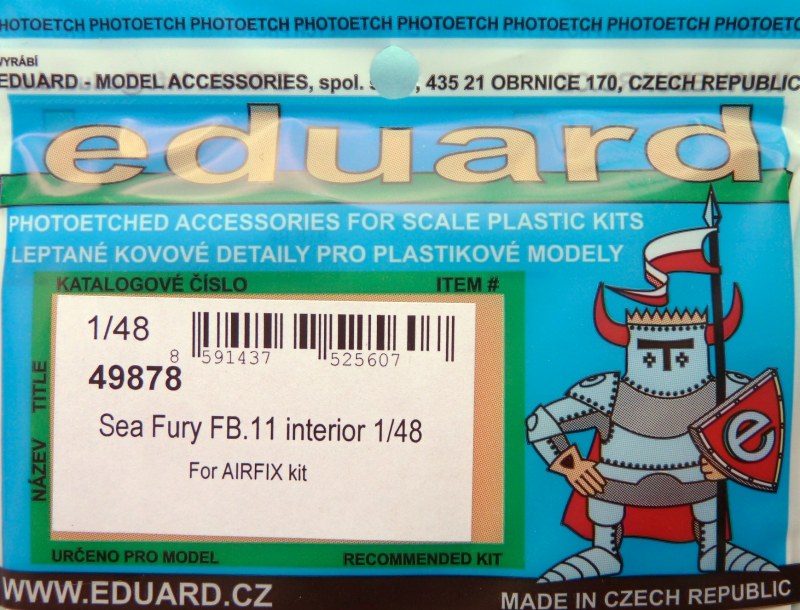 PHOTOETCH PHOTOETCH PHOTOETCH PHOTOETCH PHOTOETCH PHOTOETCH PHOTOETCH
VYRÁBÍ
EDUARD - MODEL ACCESSORIES, spol. 435 21 OBRNICE 170, CZECH REPUBLIC
eduard
PHOTOETCHED ACCESSORIES FOR SCALE PLASTIC KITS
LEPTANÉ KOVOVÉ DETAILY PRO PLASTIKOVÉ MODELY
KATALOGOVÉ ČÍSLO ITEM #
1/48
8 591437 525607
49878
Sea Fury FB.11 interior 1/48
For AIRFIX kit
NÁZEV TITLE
e
URČENO PRO MODEL RECOMMENDED KIT
WWW.EDUARD.CZ MADE IN CZECH REPUBLIC